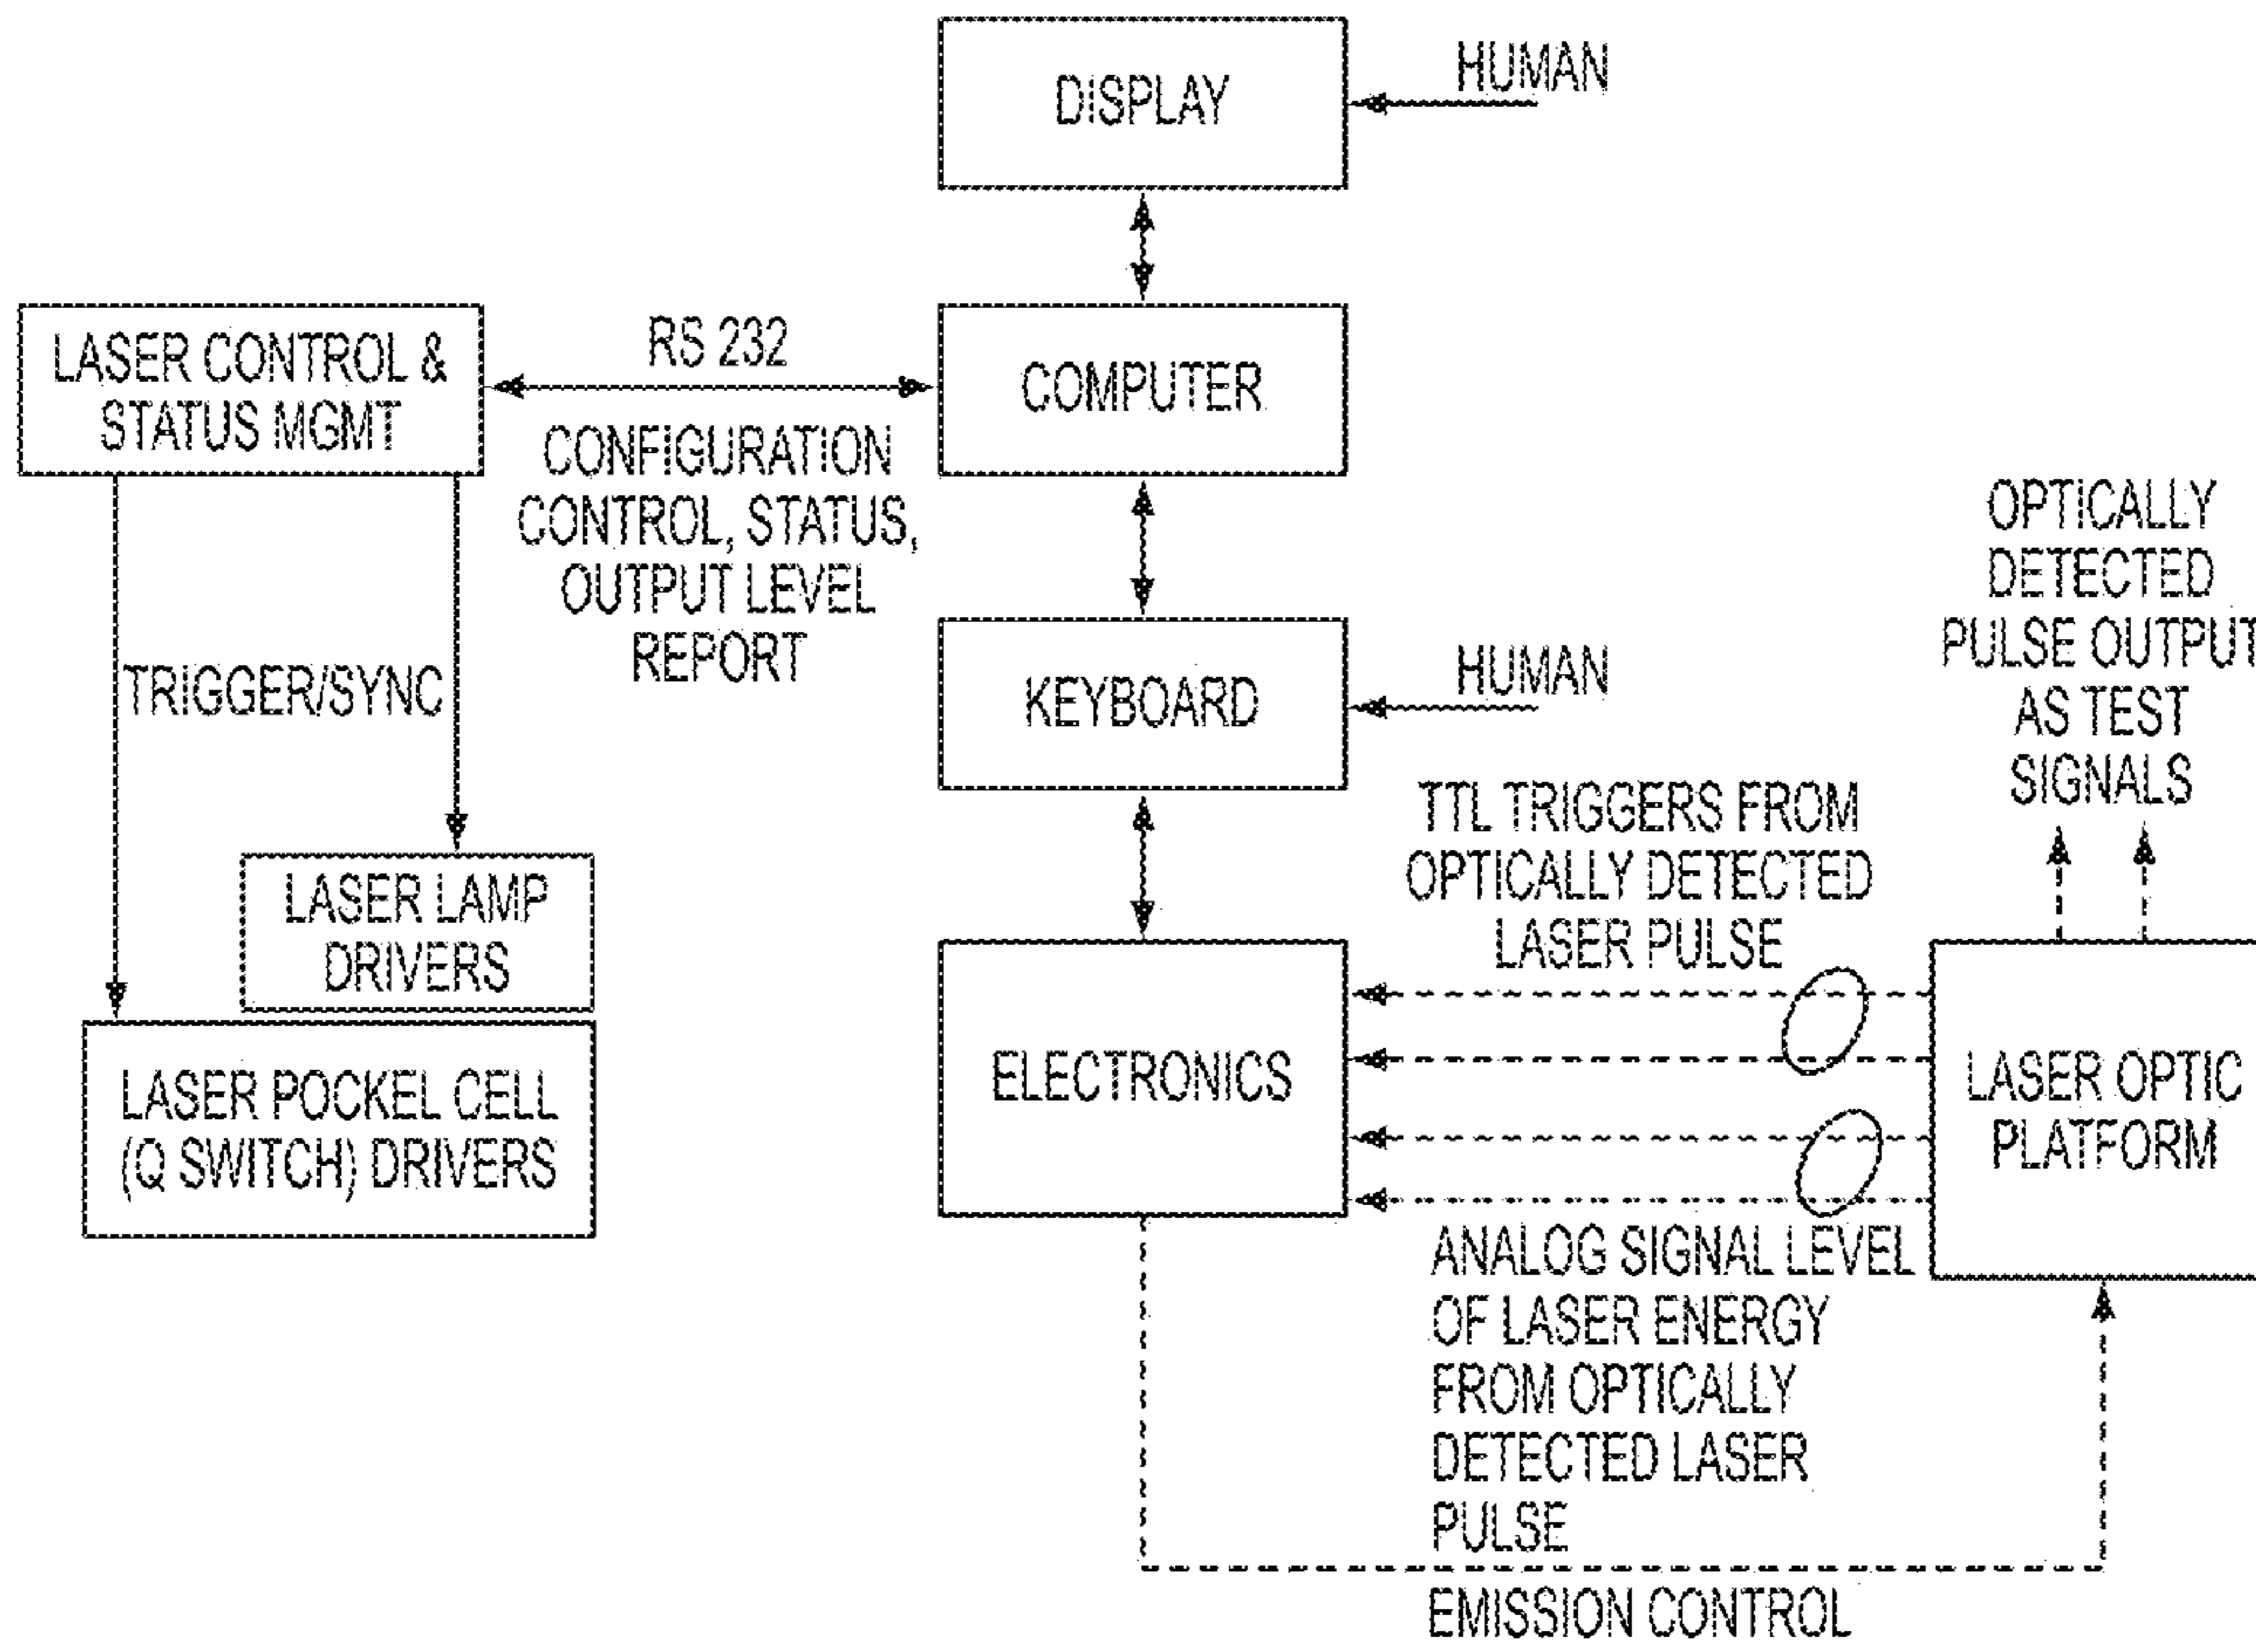 DISPLAY
HUMAN
LASER CONTROL &
STATUS MGMT
RS 232
CONFIGURATION
CONTROL, STATUS,
OUTPUT LEVEL
REPORT
COMPUTER
TRIGGER/SYNC
KEYBOARD
HUMAN
OPTICALLY
DETECTED
PULSE OUTPUT
AS TEST
SIGNALS
LASER LAMP
DRIVERS
LASER POCKEL CELL
(Q SWITCH) DRIVERS
TTL TRIGGERS FROM
OPTICALLY DETECTED
LASER PULSE
ELECTRONICS
LASER OPTIC
PLATFORM
ANALOG SIGNAL LEVEL
OF LASER ENERGY
FROM OPTICALLY
DETECTED LASER
PULSE
EMISSION CONTROL